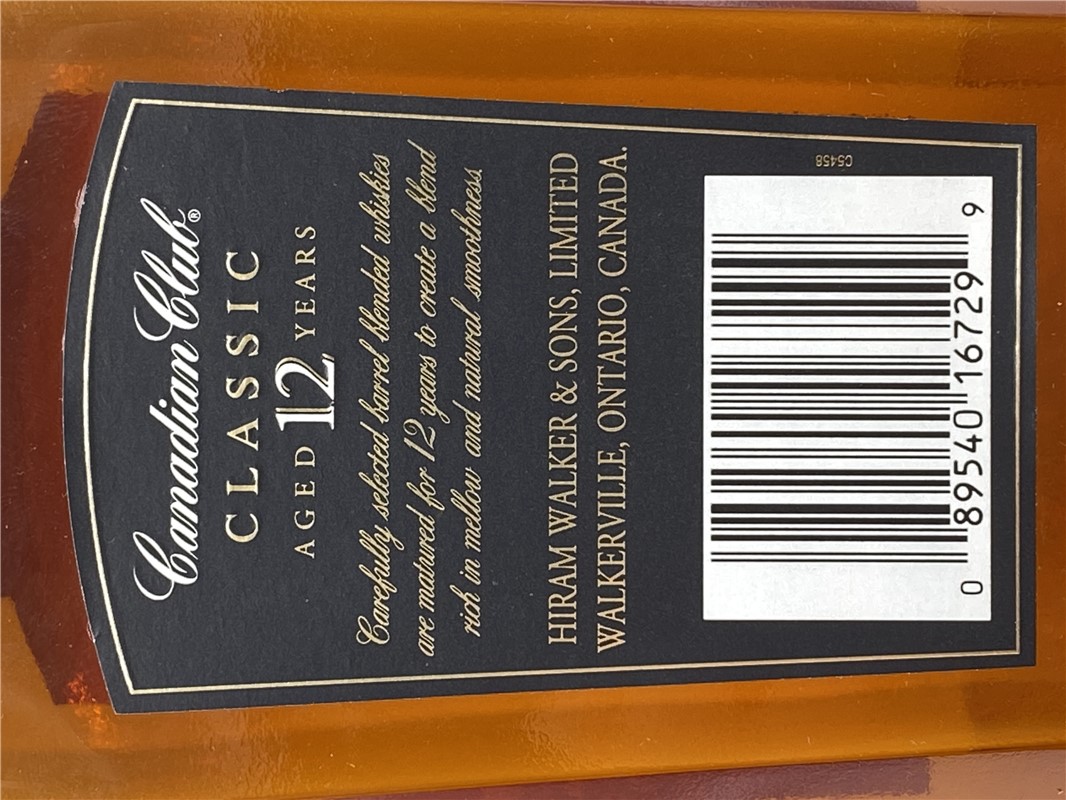 Canadian Club®
CLASSIC
AGED 12 YEARS
Carefully selected barrel blended whiskies
are matured for 12 years to create a blend
rich in mellow and natural smoothness.
HIRAM WALKER & SONS, LIMITED
WALKERVILLE, ONTARIO, CANADA.
C5458
0 89540 16729 9